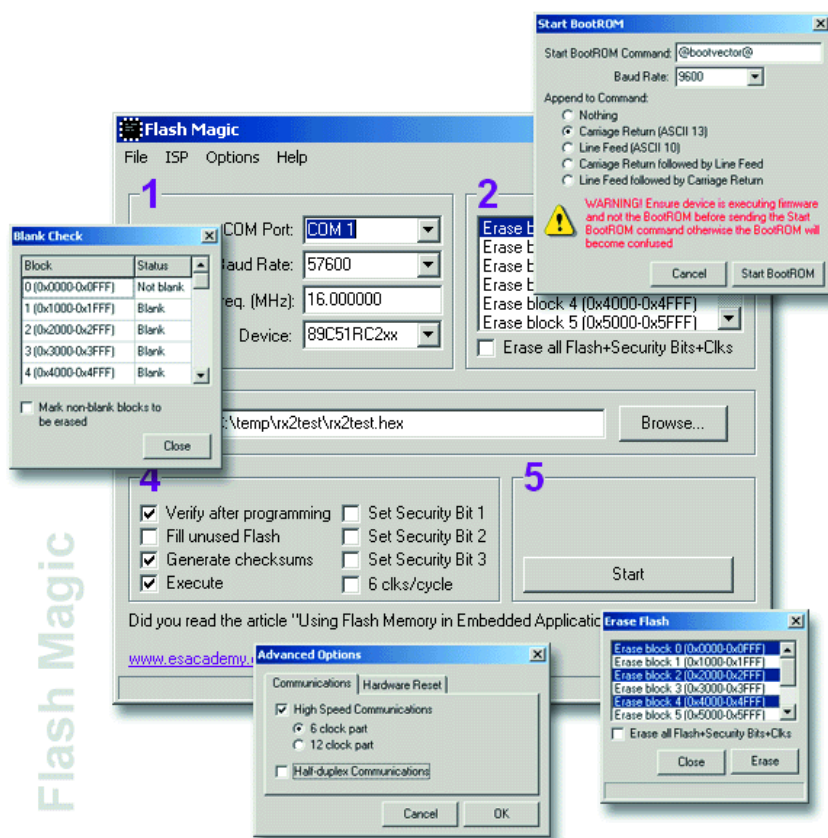 Start BootROM
Start BootROM Command: @bootvector@
Baud Rate: 9600
Append to Command:
Nothing
Carriage Return (ASCII 13)
Line Feed (ASCII 10)
Carriage Return followed by Line Feed
Line Feed followed by Carriage Return
WARNING! Ensure device is executing firmware
and not the BootROM before sending the Start
BootROM command otherwise the BootROM will
become confused
Cancel Start BootROM
Flash Magic
File ISP Options Help
1
COM Port: COM 1
Baud Rate: 57600
(MHz): 16.000000
Device: 89C51RC2xx
2
Erase
Erase
Erase
Erase
Erase block 4 (0x4000-0x4FFF)
Erase block 5 (0x5000-0x5FFF)
Erase all Flash+Security Bits+Clks
Blank Check
Block Status
0 (0x0000-0x0FFF) Not blank
1 (0x1000-0x1FFF) Blank
2 (0x2000-0x2FFF) Blank
3 (0x3000-0x3FFF) Blank
4 (0x4000-0x4FFF) Blank
Mark non-blank blocks to
be erased
Close
:\temp\rx2test\rx2test.hex Browse...
4
Verify after programming Set Security Bit 1
Fill unused Flash Set Security Bit 2
Generate checksums Set Security Bit 3
Execute 6 clks/cycle
5
Start
Did you read the article "Using Flash Memory in Embedded Applicatio
www.esacademy.
Advanced Options
Communications Hardware Reset
High Speed Communications
6 clock part
12 clock part
Half-duplex Communications
Cancel OK
Erase Flash
Erase block 0 (0x0000-0x0FFF)
Erase block 1 (0x1000-0x1FFF)
Erase block 2 (0x2000-0x2FFF)
Erase block 3 (0x3000-0x3FFF)
Erase block 4 (0x4000-0x4FFF)
Erase block 5 (0x5000-0x5FFF)
Erase all Flash+Security Bits+Clks
Close Erase
Flash Magic